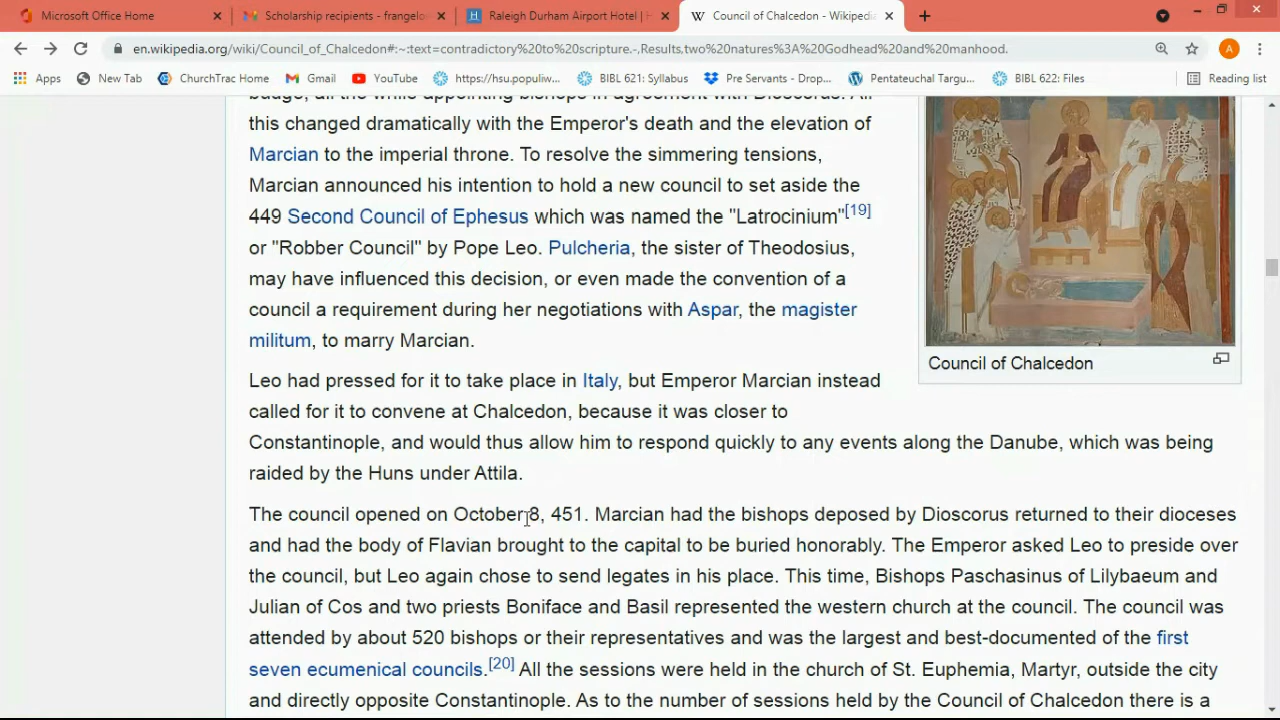 Microsoft Office Home
Scholarship recipients - frangelo
Raleigh Durham Airport Hotel | H
W Council of Chalcedon - Wikipedia
en.wikipedia.org/wiki/Council_of_Chalcedon#:~:text=contradictory%20to%20scripture.-,Results,two%20natures%3A%20Godhead%20and%20manhood.
A
Apps New Tab ChurchTrac Home Gmail YouTube https://hsu.populiw... BIBL 621: Syllabus Pre Servants - Drop... Pentateuchal Targu... BIBL 622: Files Reading list
budge, all the while appointing bishops in agreement with Dioscorus. All
this changed dramatically with the Emperor's death and the elevation of
Marcian to the imperial throne. To resolve the simmering tensions,
Marcian announced his intention to hold a new council to set aside the
449 Second Council of Ephesus which was named the "Latrocinium"[19]
or "Robber Council" by Pope Leo. Pulcheria, the sister of Theodosius,
may have influenced this decision, or even made the convention of a
council a requirement during her negotiations with Aspar, the magister
militum, to marry Marcian.
Council of Chalcedon
Leo had pressed for it to take place in Italy, but Emperor Marcian instead
called for it to convene at Chalcedon, because it was closer to
Constantinople, and would thus allow him to respond quickly to any events along the Danube, which was being
raided by the Huns under Attila.
The council opened on October 8, 451. Marcian had the bishops deposed by Dioscorus returned to their dioceses
and had the body of Flavian brought to the capital to be buried honorably. The Emperor asked Leo to preside over
the council, but Leo again chose to send legates in his place. This time, Bishops Paschasinus of Lilybaeum and
Julian of Cos and two priests Boniface and Basil represented the western church at the council. The council was
attended by about 520 bishops or their representatives and was the largest and best-documented of the first
seven ecumenical councils.[20] All the sessions were held in the church of St. Euphemia, Martyr, outside the city
and directly opposite Constantinople. As to the number of sessions held by the Council of Chalcedon there is a